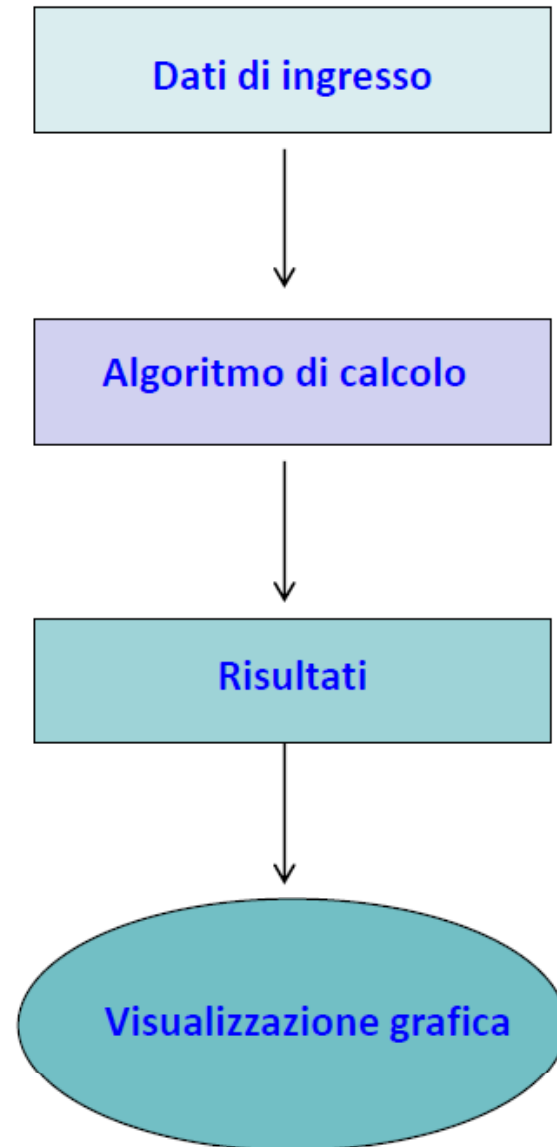 Dati di ingresso
Algoritmo di calcolo
Risultati
Visualizzazione grafica